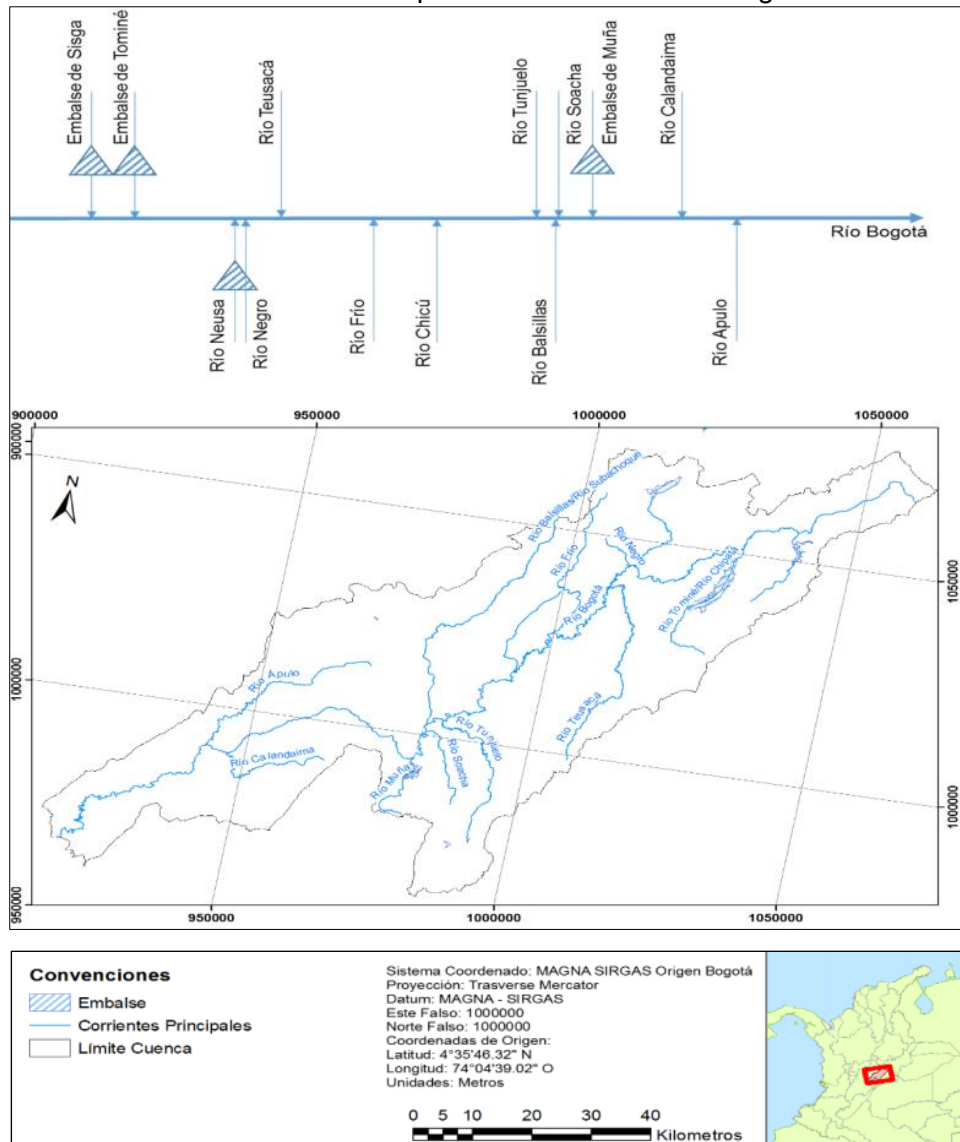 Embalse de Sisga
Embalse de Tominé
Río Teusacá
Río Tunjuelo
Río Soacha
Embalse de Muña
Río Calandaima
Río Bogotá
Río Neusa
Río Negro
Río Frío
Río Chicú
Río Balsillas
Río Apulo
900000
950000
1000000
1050000
900000
N
Río Balsillas/Río Subachoque
Río Frío
Río Negro
Río Bogotá
Río Tominé/Río Chipatá
1050000
Río Teusacá
1000000
Río Apulo
Río Tunjuelo
Río Calandaima
Río Muña
Río Soacha
1000000
950000
950000
1000000
1050000
Convenciones
Embalse
Corrientes Principales
Límite Cuenca
Sistema Coordenado: MAGNA SIRGAS Origen Bogotá
Proyección: Trasverse Mercator
Datum: MAGNA - SIRGAS
Este Falso: 1000000
Norte Falso: 1000000
Coordenadas de Origen:
Latitud: 4°35'46.32" N
Longitud: 74°04'39.02" O
Unidades: Metros
0 5 10 20 30 40
Kilometros